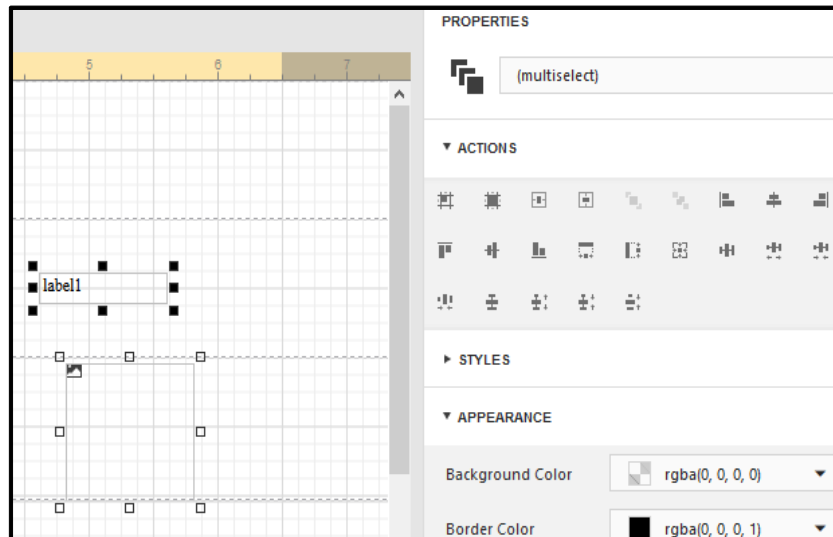 PROPERTIES
5 6 7
(multiselect)
ACTIONS
label1
STYLES
APPEARANCE
Background Color rgba(0, 0, 0, 0)
Border Color rgba(0, 0, 0, 1)